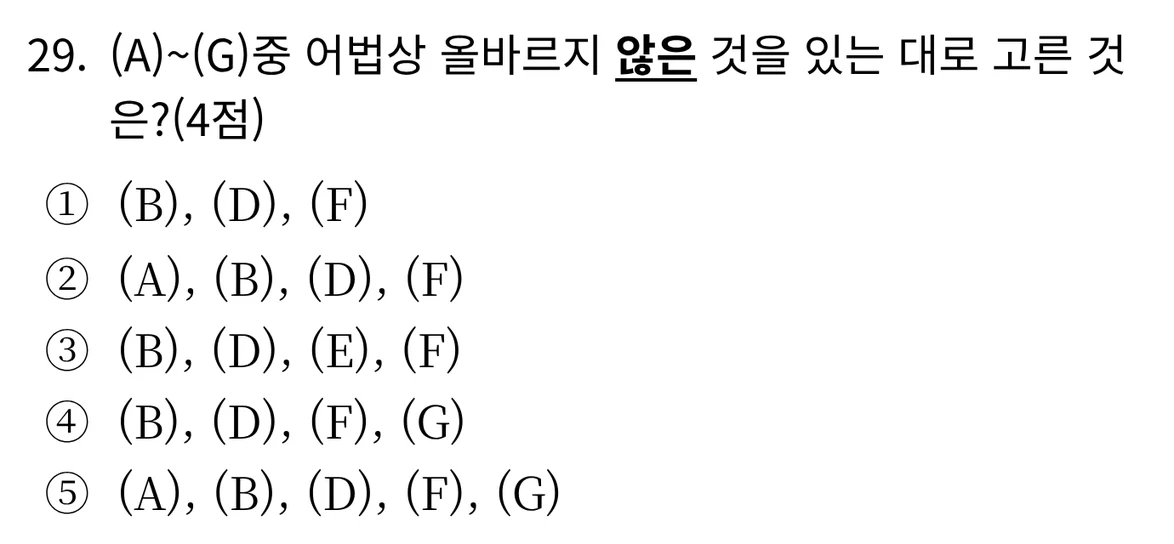 29. (A)~(G)중 어법상 올바르지 않은 것을 있는 대로 고른 것
은?(4점)
① (B), (D), (F)
② (A), (B), (D), (F)
③ (B), (D), (E), (F)
④ (B), (D), (F), (G)
⑤ (A), (B), (D), (F), (G)